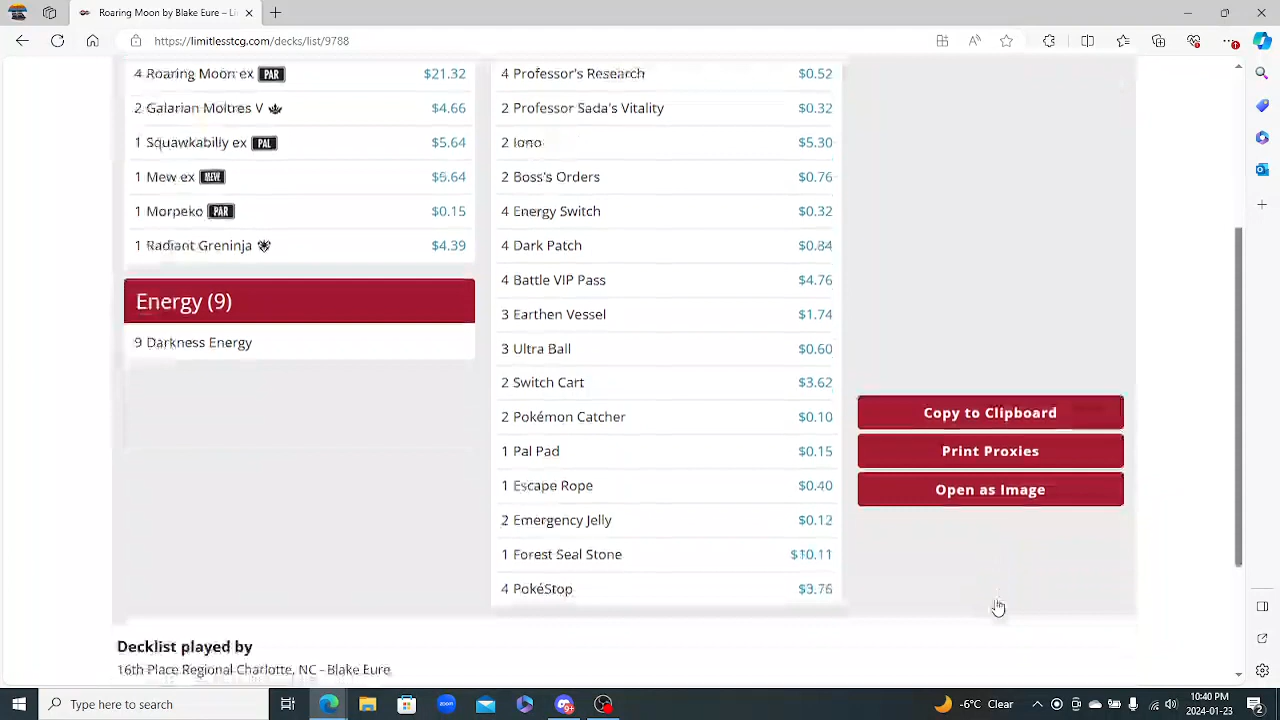 Roaring Moon by Blake Eure – Li
https://limitlesstcg.com/decks/list/9788
4 Roaring Moon ex PAR $21.32
2 Galarian Moltres V $4.66
1 Squawkabilly ex PAL $5.64
1 Mew ex MEW $5.64
1 Morpeko PAR $0.15
1 Radiant Greninja $4.39
Energy (9)
9 Darkness Energy
4 Professor's Research $0.52
2 Professor Sada's Vitality $0.32
2 Iono $5.30
2 Boss's Orders $0.76
4 Energy Switch $0.32
4 Dark Patch $0.84
4 Battle VIP Pass $4.76
3 Earthen Vessel $1.74
3 Ultra Ball $0.60
2 Switch Cart $3.62
2 Pokémon Catcher $0.10
1 Pal Pad $0.15
1 Escape Rope $0.40
2 Emergency Jelly $0.12
1 Forest Seal Stone $10.11
4 PokéStop $3.76
Copy to Clipboard
Print Proxies
Open as Image
Decklist played by
16th Place Regional Charlotte, NC - Blake Eure
Type here to search
zoom
-5C Clear
10:40 PM
2024-01-23